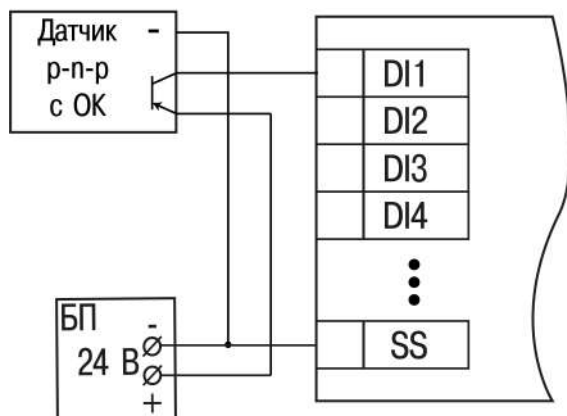 Датчик -
p-n-p
с ОК
DI1
DI2
DI3
DI4
SS
БП
-
24 В
+